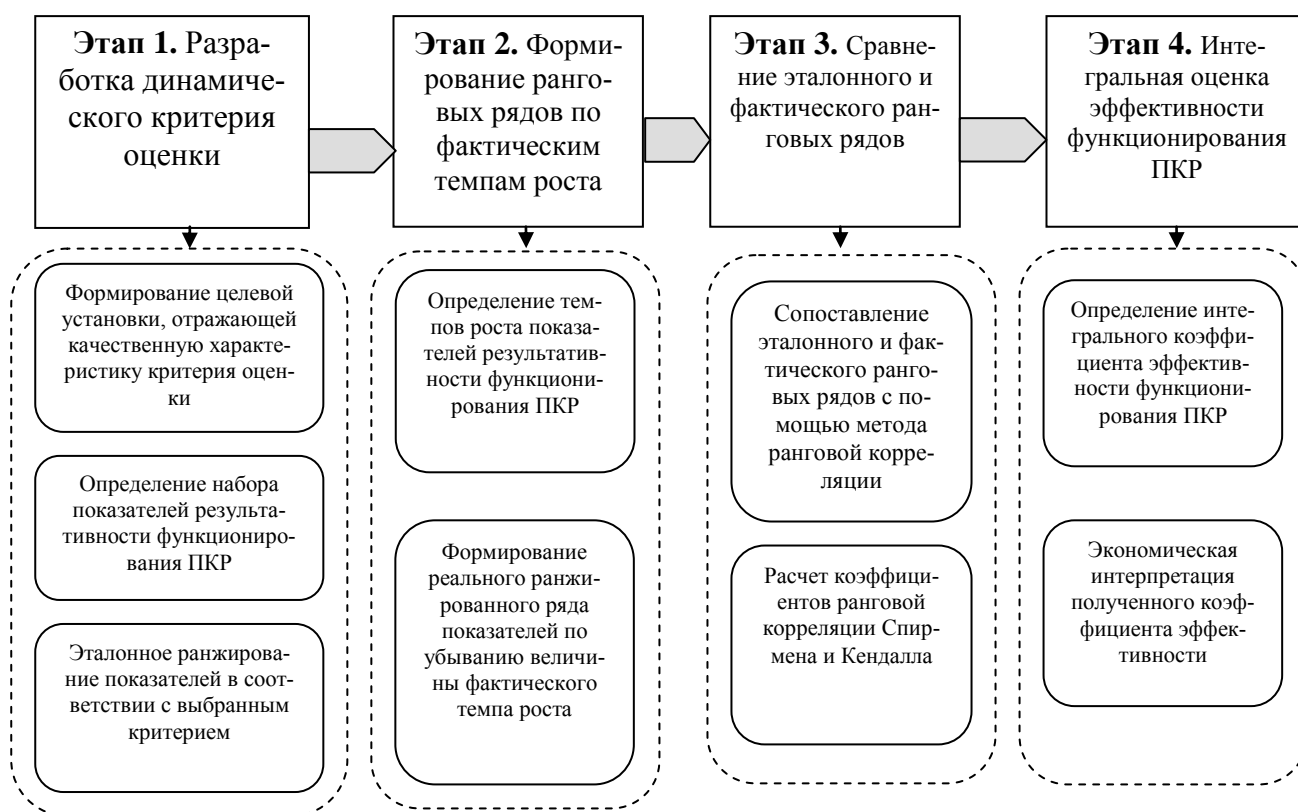 Этап 1. Разра-
ботка динамиче-
ского критерия
оценки
Этап 2. Форми-
рование ранго-
вых рядов по
фактическим
темпам роста
Этап 3. Сравне-
ние эталонного и
фактического ран-
говых рядов
Этап 4. Инте-
гральная оценка
эффективности
функционирования
ПКР
Формирование целевой
установки, отражающей
качественную характе-
ристику критерия оцен-
ки
Определение набора
показателей результа-
тивности функциониро-
вания ПКР
Эталонное ранжирова-
ние показателей в соот-
ветствии с выбранным
критерием
Определение тем-
пов роста показа-
телей результатив-
ности функциони-
рования ПКР
Формирование
реального ранжи-
рованного ряда
показателей по
убыванию величи-
ны фактического
темпа роста
Сопоставление
эталонного и фак-
тического ранго-
вых рядов с по-
мощью метода
ранговой корре-
ляции
Расчет коэффици-
ентов ранговой
корреляции Спир-
мена и Кендалла
Определение инте-
грального коэффи-
циента эффектив-
ности функциони-
рования ПКР
Экономическая
интерпретация
полученного коэф-
фициента эффек-
тивности